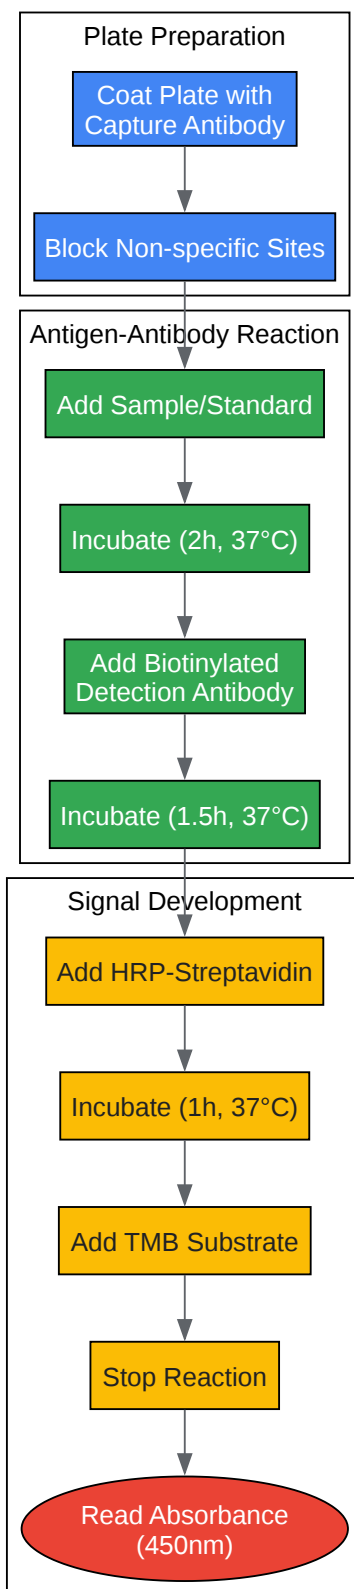 Plate Preparation
Coat Plate with
Capture Antibody
Block Non-specific Sites
Antigen-Antibody Reaction
Add Sample/Standard
Incubate (2h, 37°C)
Add Biotinylated
Detection Antibody
Incubate (1.5h, 37°C)
Signal Development
Add HRP-Streptavidin
Incubate (1h, 37°C)
Add TMB Substrate
Stop Reaction
Read Absorbance
(450nm)